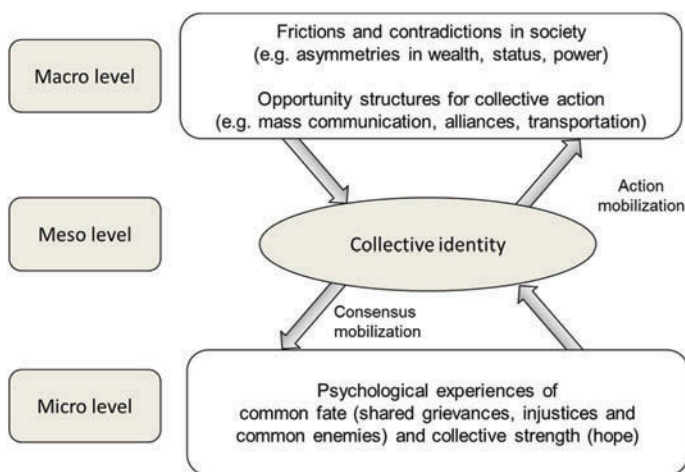 Macro level
Frictions and contradictions in society
(e.g. asymmetries in wealth, status, power)
Opportunity structures for collective action
(e.g. mass communication, alliances, transportation)
Action
mobilization
Meso level
Collective identity
Consensus
mobilization
Micro level
Psychological experiences of
common fate (shared grievances, injustices and
common enemies) and collective strength (hope)